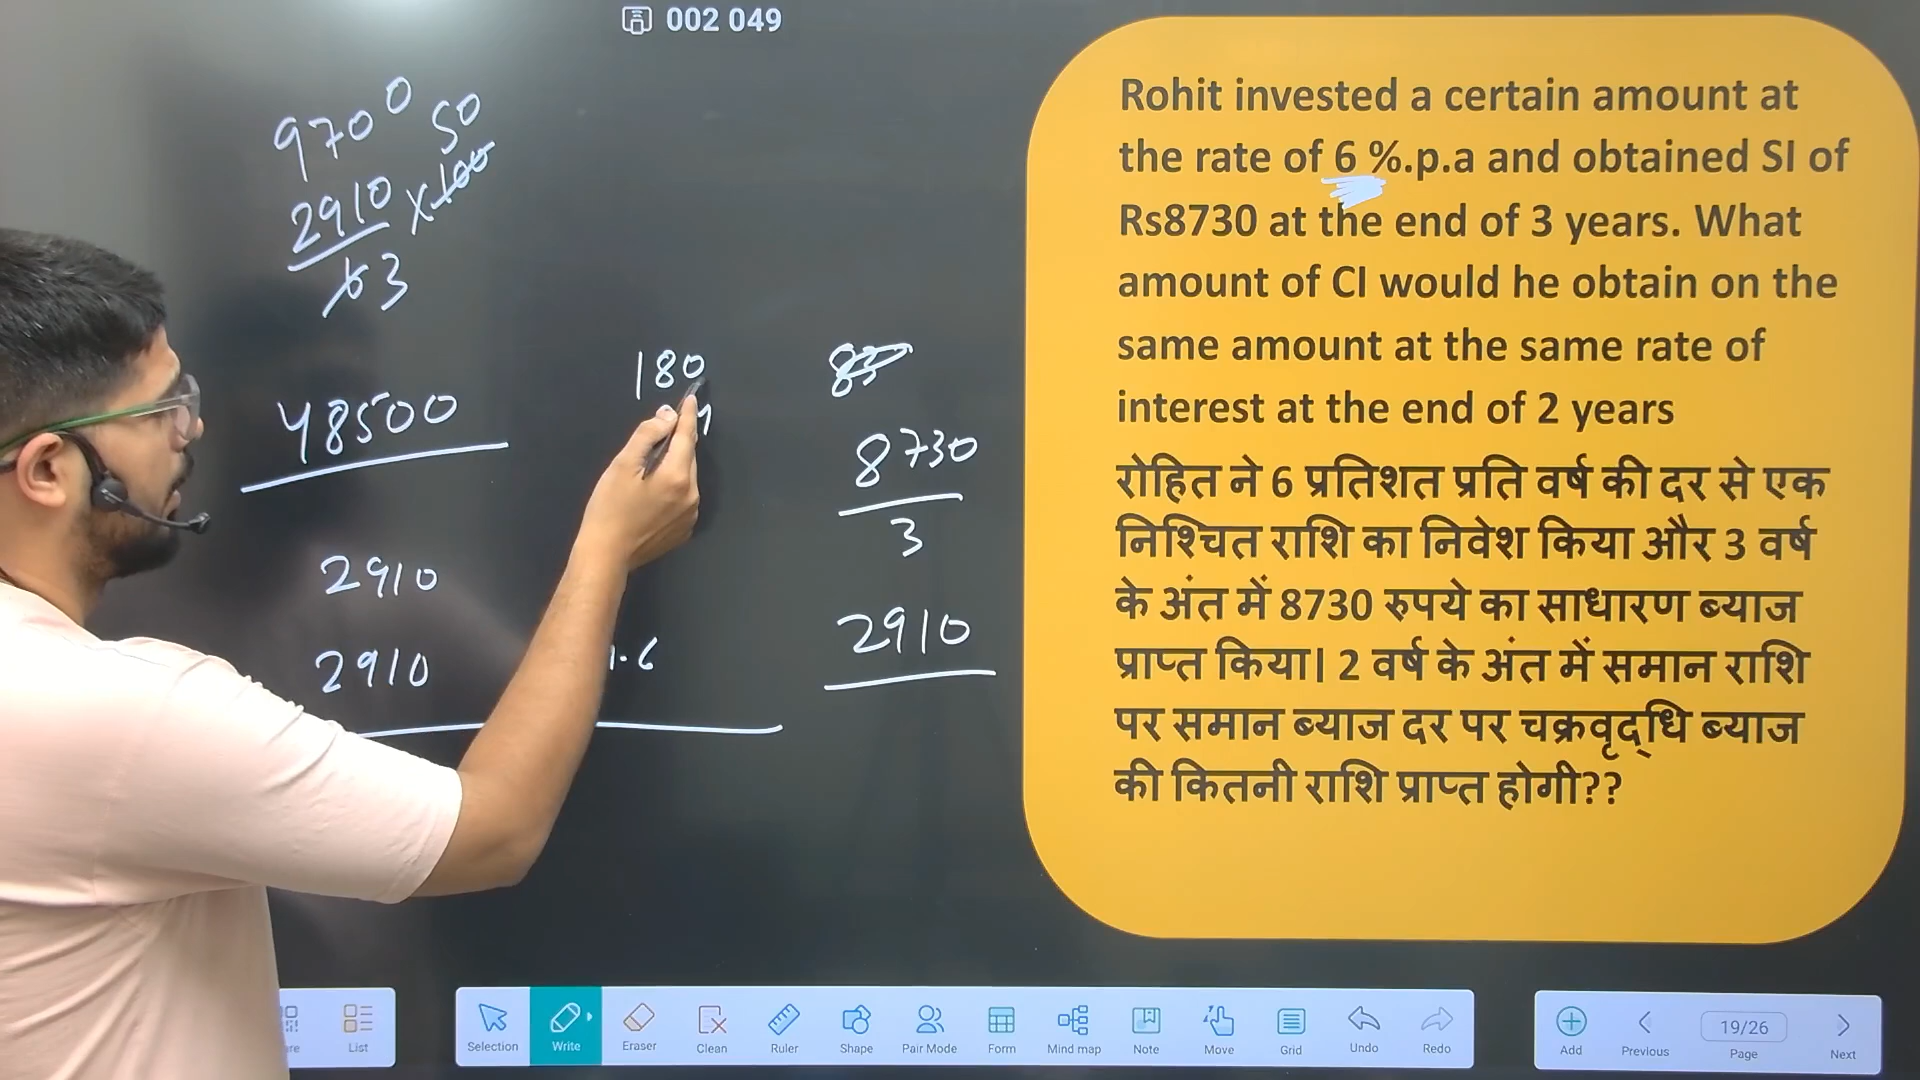 002 049
9700 50
2910 x 100
6 3
48500
2910
2910
180
.6
8730
3
2910
Rohit invested a certain amount at
the rate of 6 %.p.a and obtained SI of
Rs8730 at the end of 3 years. What
amount of CI would he obtain on the
same amount at the same rate of
interest at the end of 2 years
रोहित ने 6 प्रतिशत प्रति वर्ष की दर से एक
निश्चित राशि का निवेश किया और 3 वर्ष
के अंत में 8730 रुपये का साधारण ब्याज
प्राप्त किया। 2 वर्ष के अंत में समान राशि
पर समान ब्याज दर पर चक्रवृद्धि ब्याज
की कितनी राशि प्राप्त होगी??
List
Selection
Write
Eraser
Clean
Ruler
Shape
Pair Mode
Form
Mind map
Note
Move
Grid
Undo
Redo
Add
Previous
19/26
Page
Next